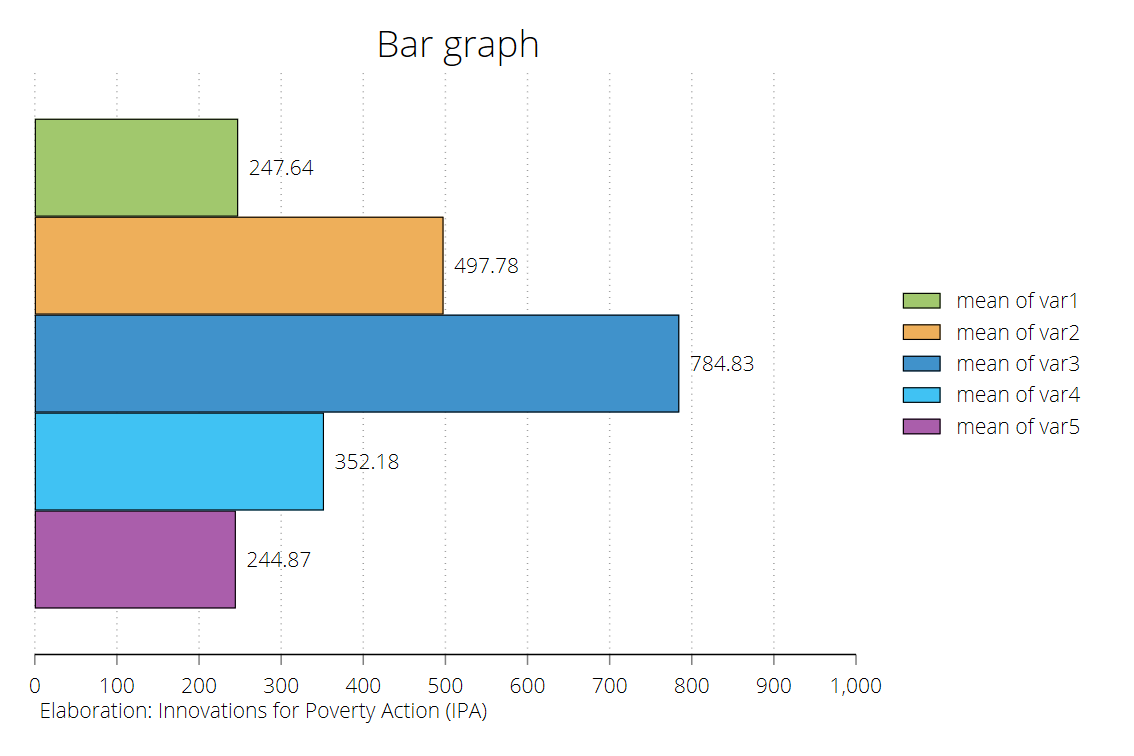 Bar graph
247.64
497.78
784.83
352.18
244.87
mean of var1
mean of var2
mean of var3
mean of var4
mean of var5
0 100 200 300 400 500 600 700 800 900 1,000
Elaboration: Innovations for Poverty Action (IPA)